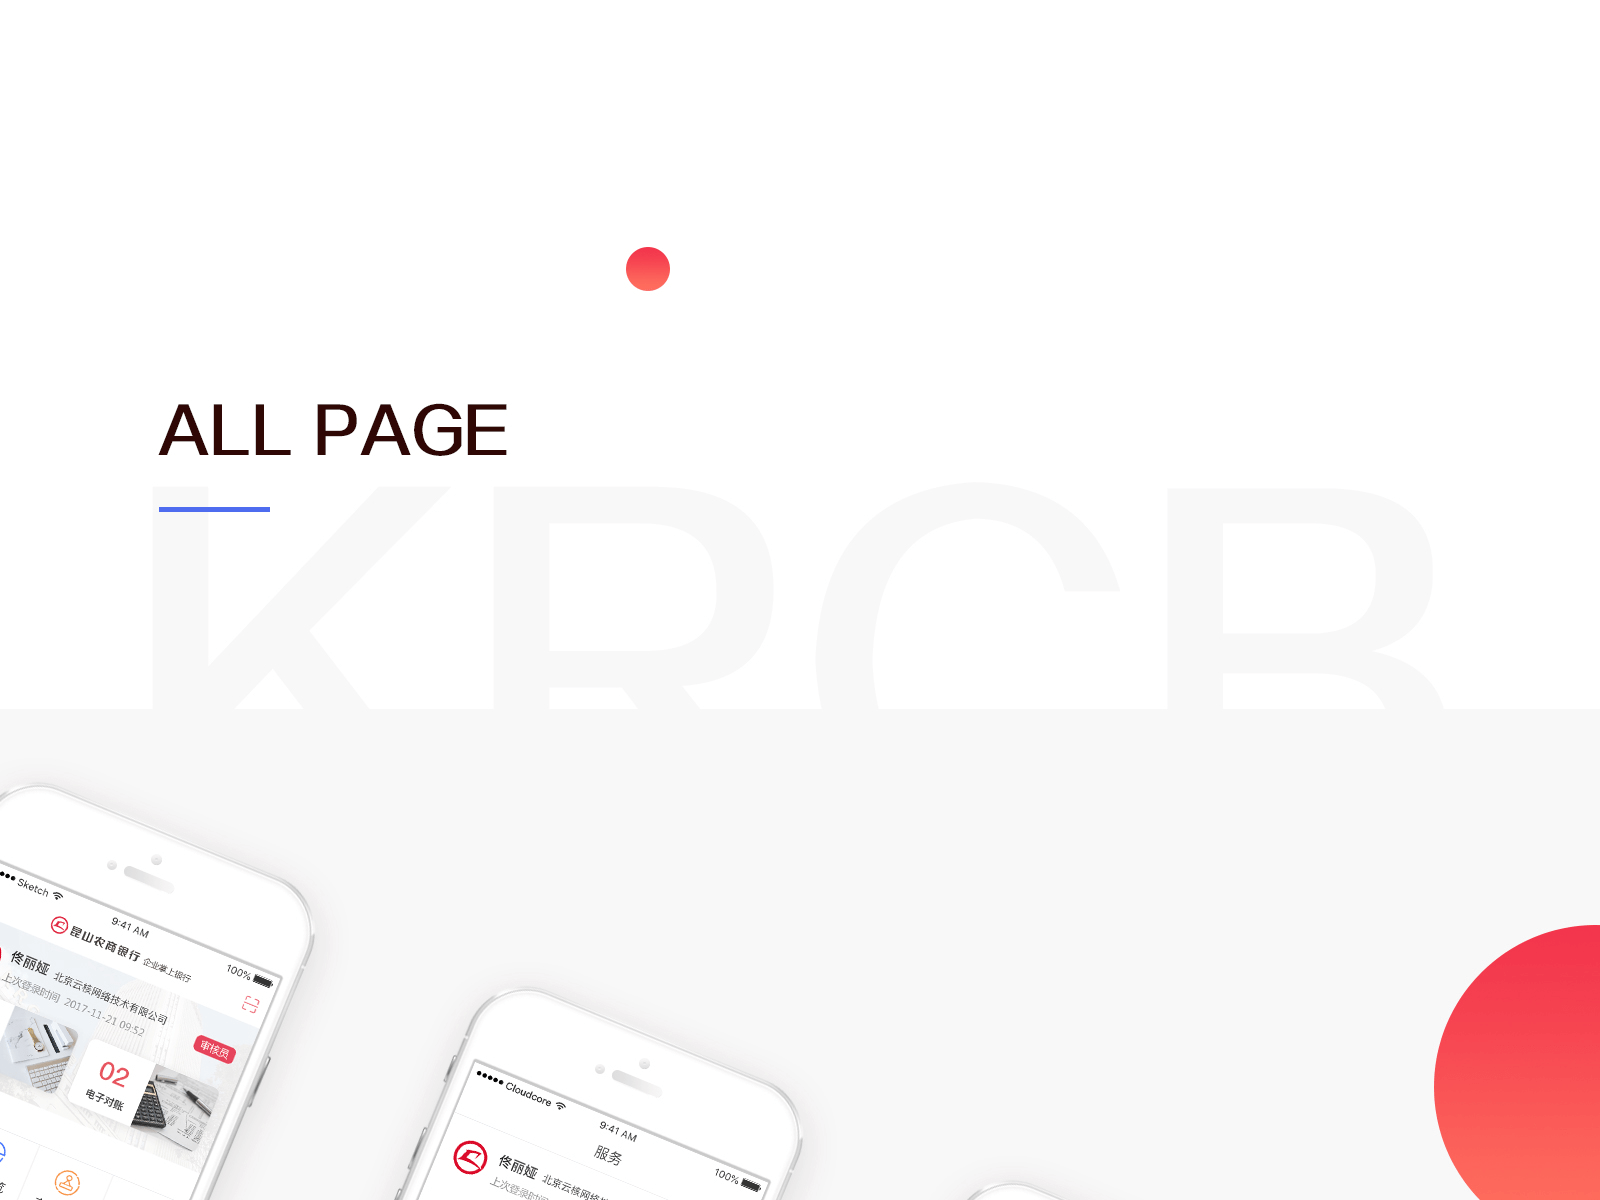 ALL PAGE
KRCB
Sketch
9:41 AM
100%
昆山农商银行 企业掌上银行
佟丽娅 北京云核网络技术有限公司
上次登录时间 2017-11-21 09:52
审核员
02
电子对账
Cloudcore
9:41 AM
100%
服务
佟丽娅 北京云核网络
上次登录时间